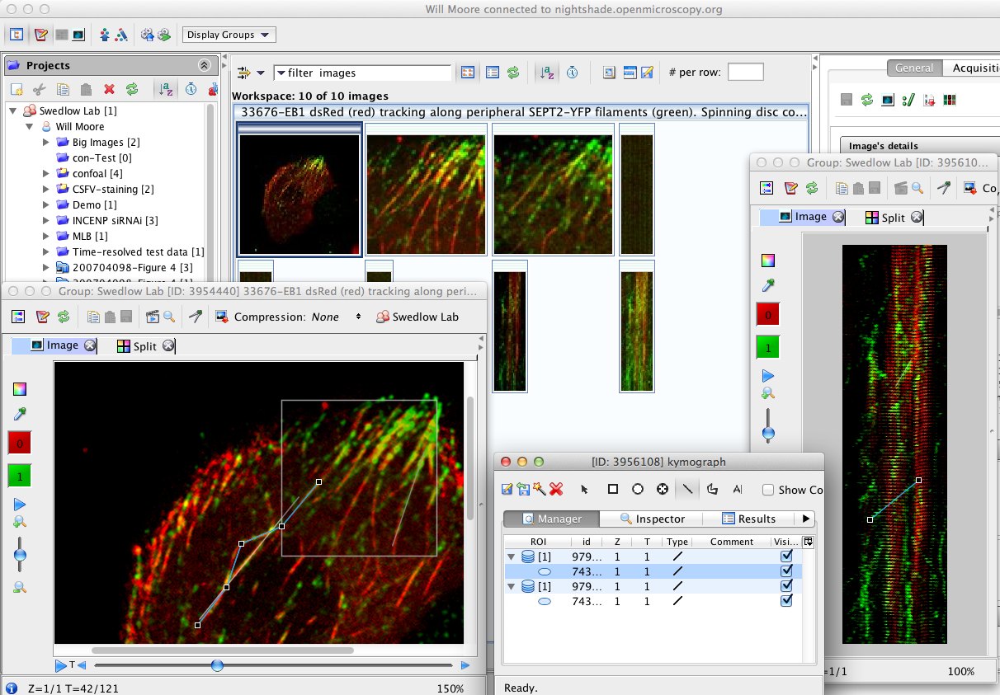 Will Moore connected to nightshade.openmicroscopy.org
Display Groups
Projects
Swedlow Lab [1]
Will Moore
Big Images [2]
con-Test [0]
confoal [4]
CSFV-staining [2]
Demo [1]
INCENP siRNAi [3]
MLB [1]
Time-resolved test data [1]
200704098-Figure 4 [3]
filter images
# per row:
Workspace: 10 of 10 images
33676-EB1 dsRed (red) tracking along peripheral SEPT2-YFP filaments (green). Spinning disc co...
General
Acquisiti
Image's details
Group: Swedlow Lab [ID: 395610...
Co
Image
Split
0
1
=1/1
100%
Group: Swedlow Lab [ID: 3954440] 33676-EB1 dsRed (red) tracking along peri...
Compression: None
Swedlow Lab
Image
Split
0
1
T
Z=1/1 T=42/121
150%
[ID: 3956108] kymograph
A
Show Co
Manager
Inspector
Results
ROI id Z T Type Comment Visi...
[1] 979... 1 1
743... 1 1
[1] 979... 1 1
743... 1 1
Ready.